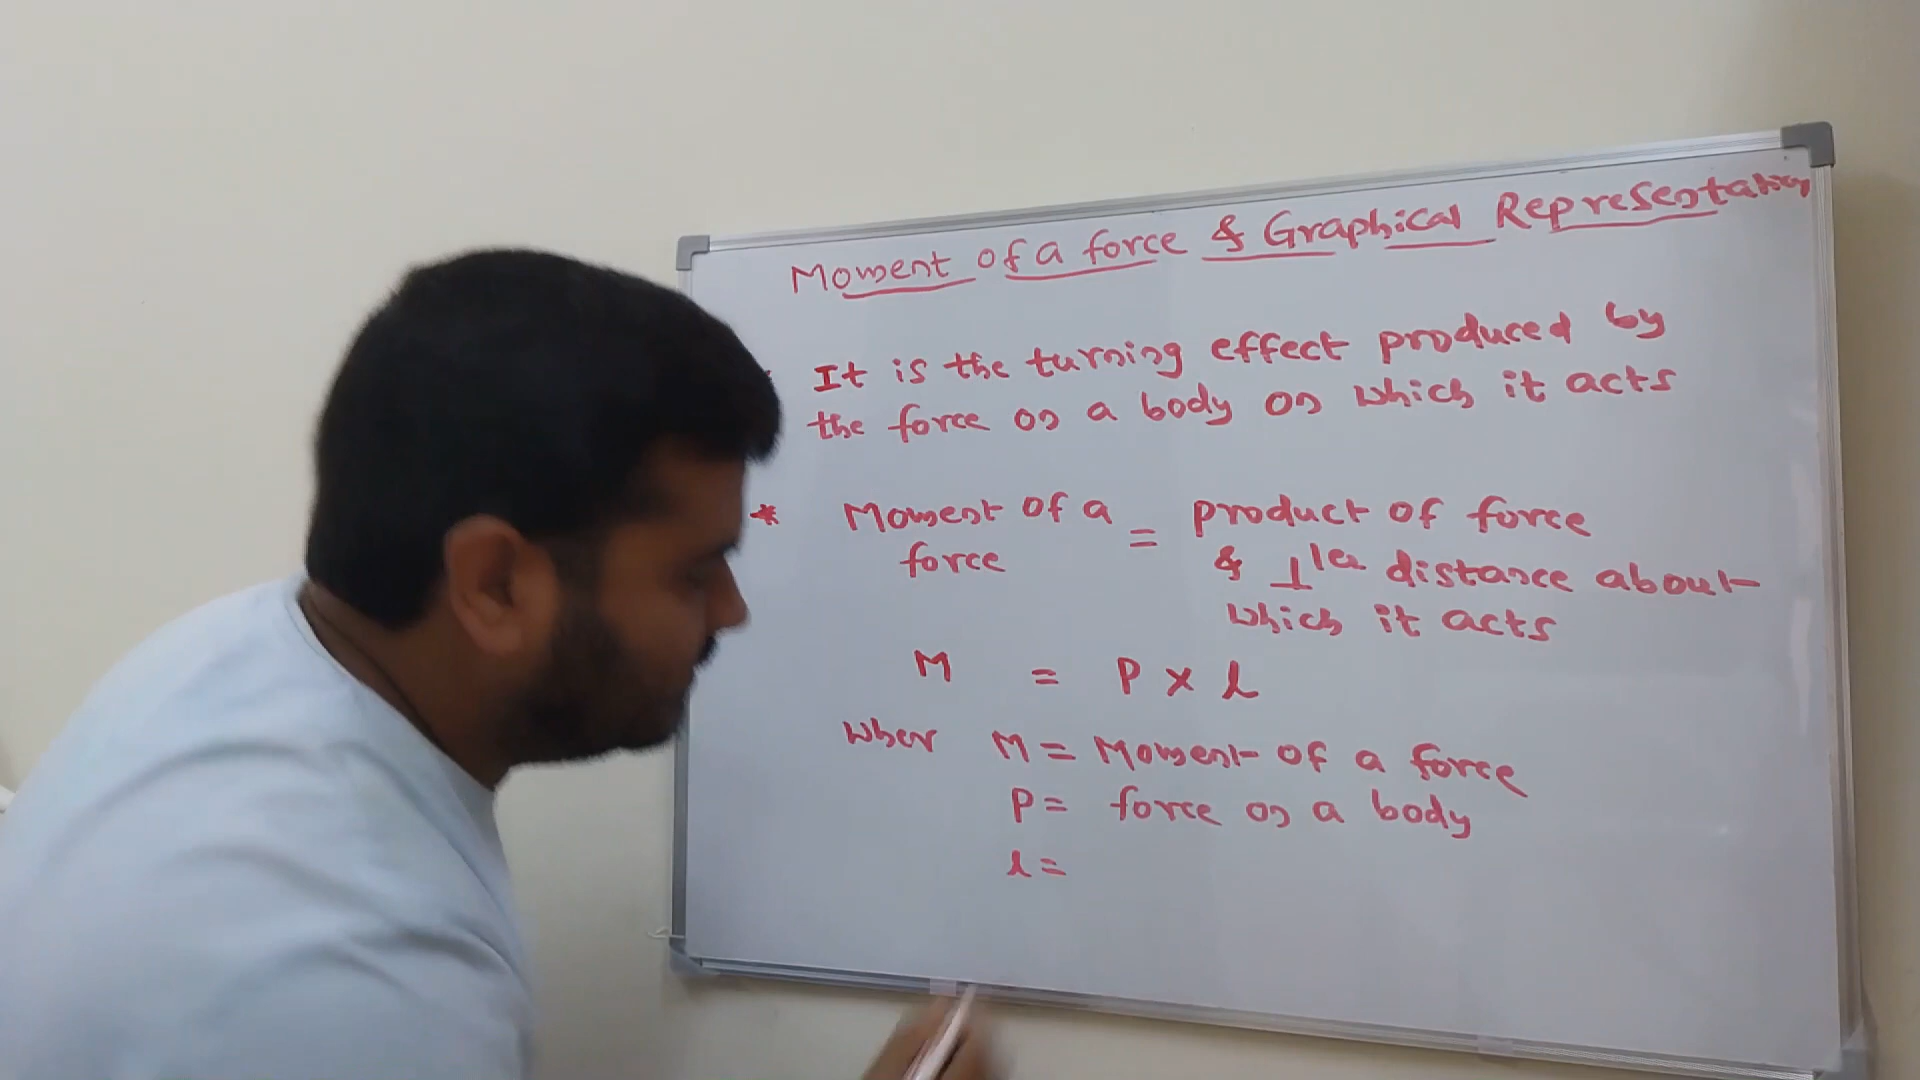 Moment of a force & Graphical Representation
* It is the turning effect produced by
the force on a body on which it acts
* Moment of a force = product of force
& ⊥lar distance about
which it acts
M = P x l
wher M = Moment of a force
P = force on a body
l =